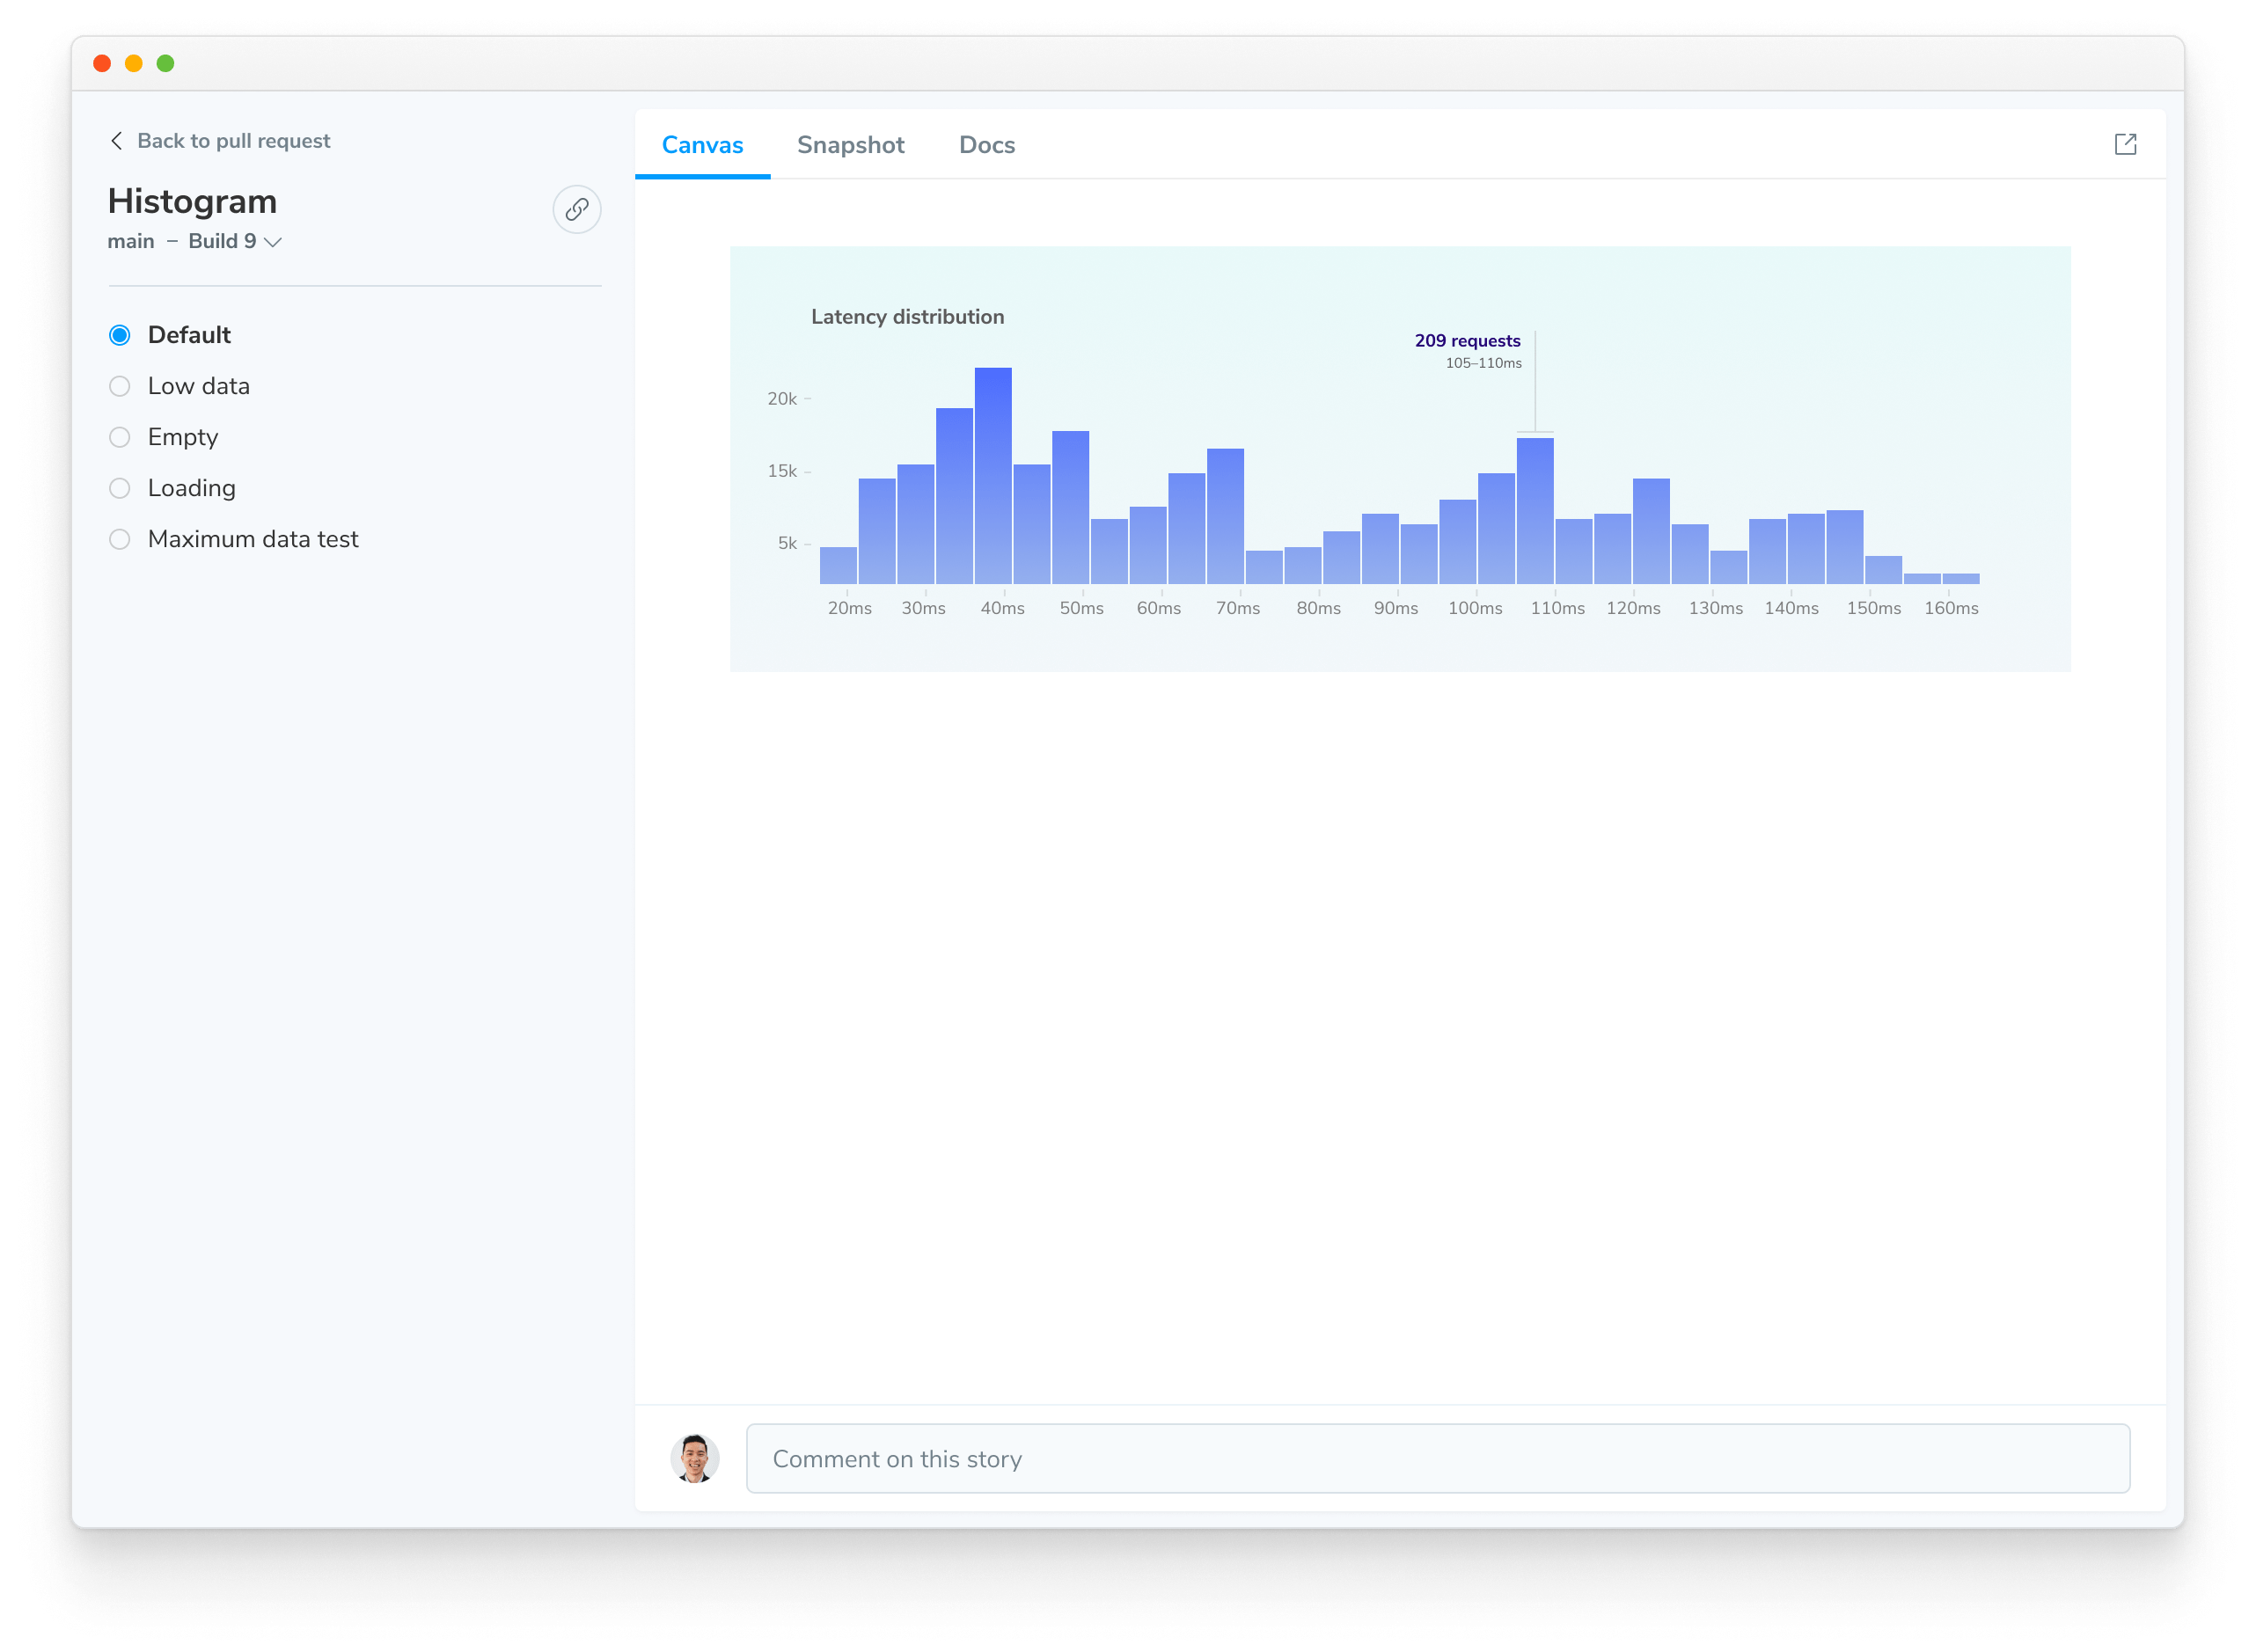 Back to pull request
Histogram
main – Build 9
Default
Low data
Empty
Loading
Maximum data test
Canvas Snapshot Docs
Latency distribution
209 requests
105–110ms
20k
15k
5k
20ms 30ms 40ms 50ms 60ms 70ms 80ms 90ms 100ms 110ms 120ms 130ms 140ms 150ms 160ms
Comment on this story